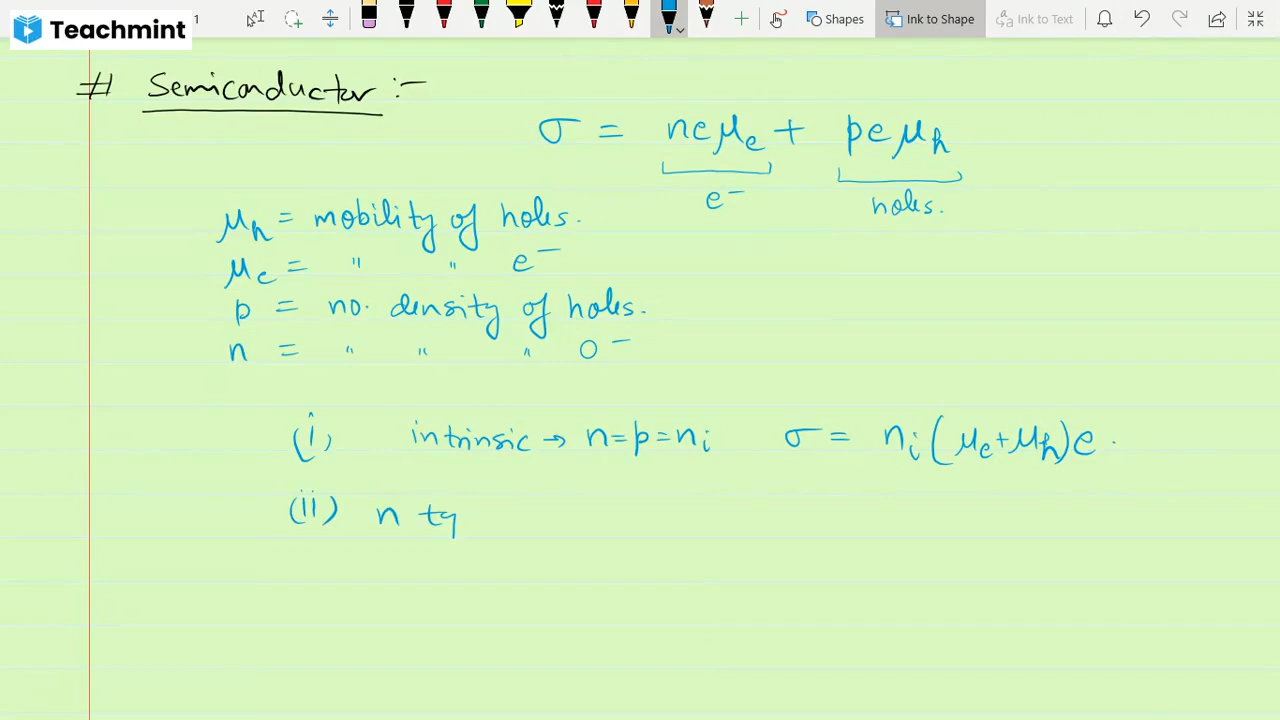 1
Shapes
Ink to Shape
Ink to Text
Teachmint
# Semiconductor :-
σ = neμe + peμh
e⁻ holes.
μh = mobility of holes.
μe = " " e⁻
p = no. density of holes.
n = " " " o⁻
(i) intrinsic → n=p=ni σ = ni(μe+μh)e.
(ii) n ty